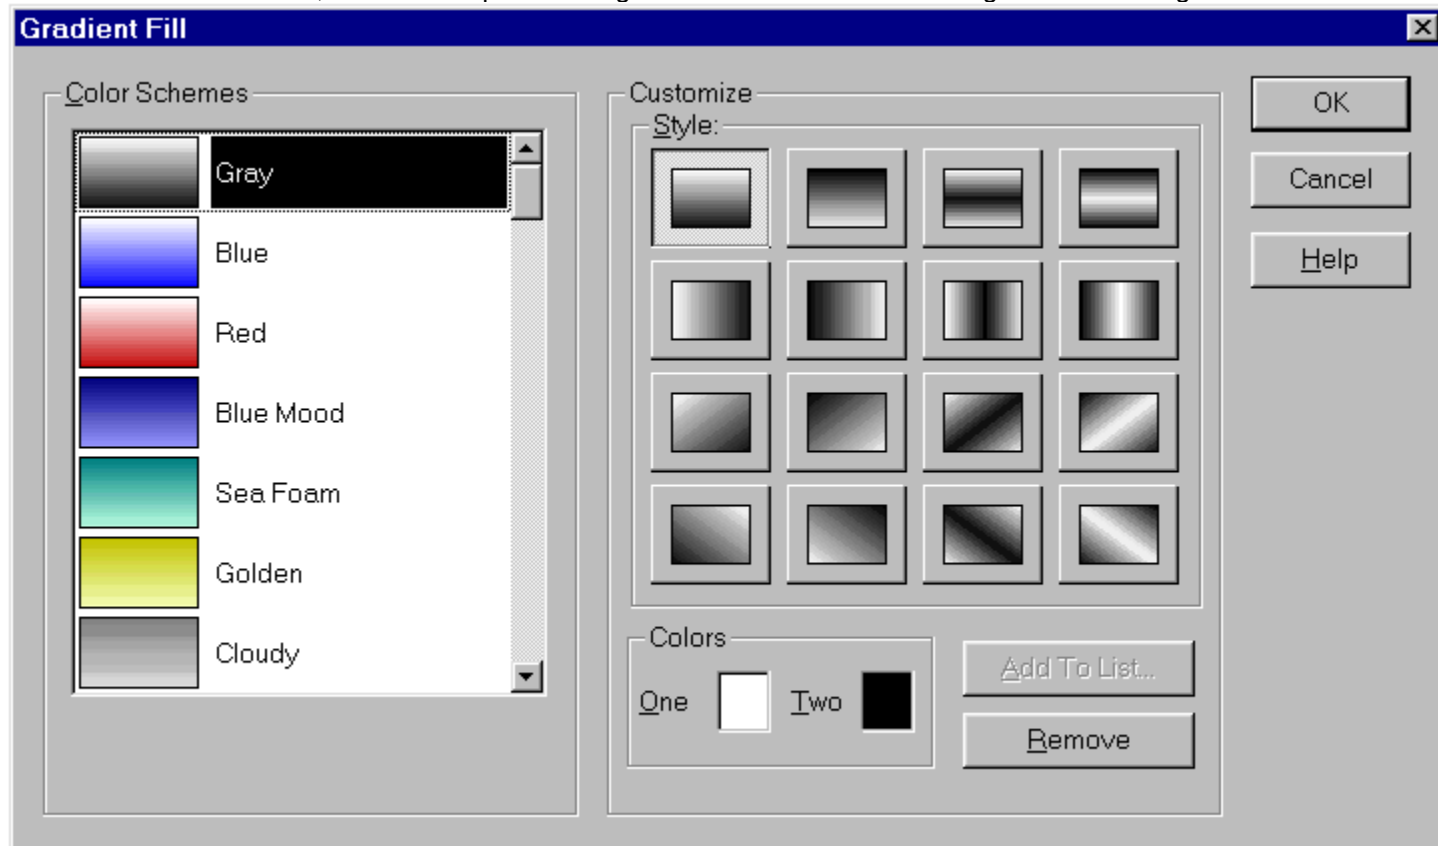 Gradient Fill
Color Schemes
Gray
Blue
Red
Blue Mood
Sea Foam
Golden
Cloudy
Customize
Style:
Colors
One
Two
Add To List...
Remove
OK
Cancel
Help